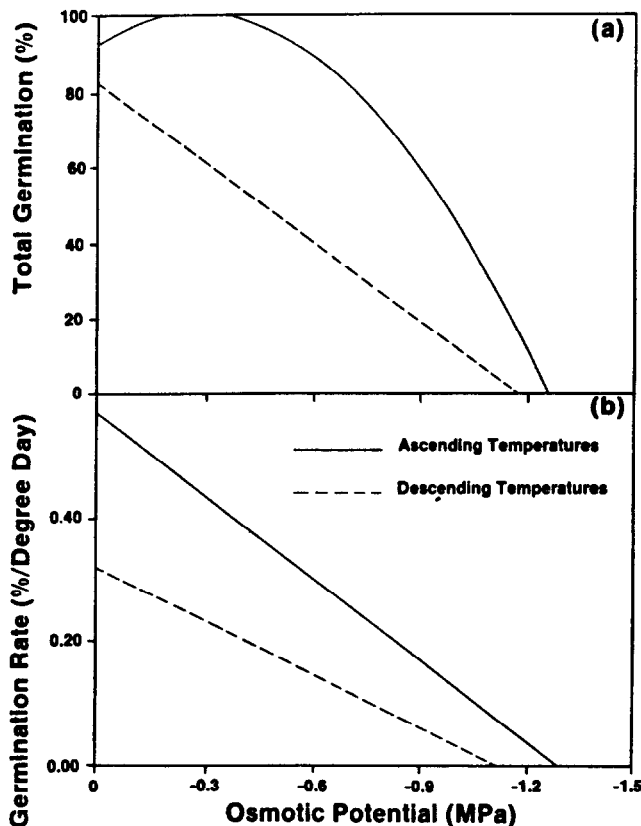 (a)
Total Germination (%)
100
80
60
40
20
0
(b)
Ascending Temperatures
Descending Temperatures
Germination Rate (%/Degree Day)
0.40
0.20
0.00
0 -0.3 -0.6 -0.9 -1.2 -1.5
Osmotic Potential (MPa)